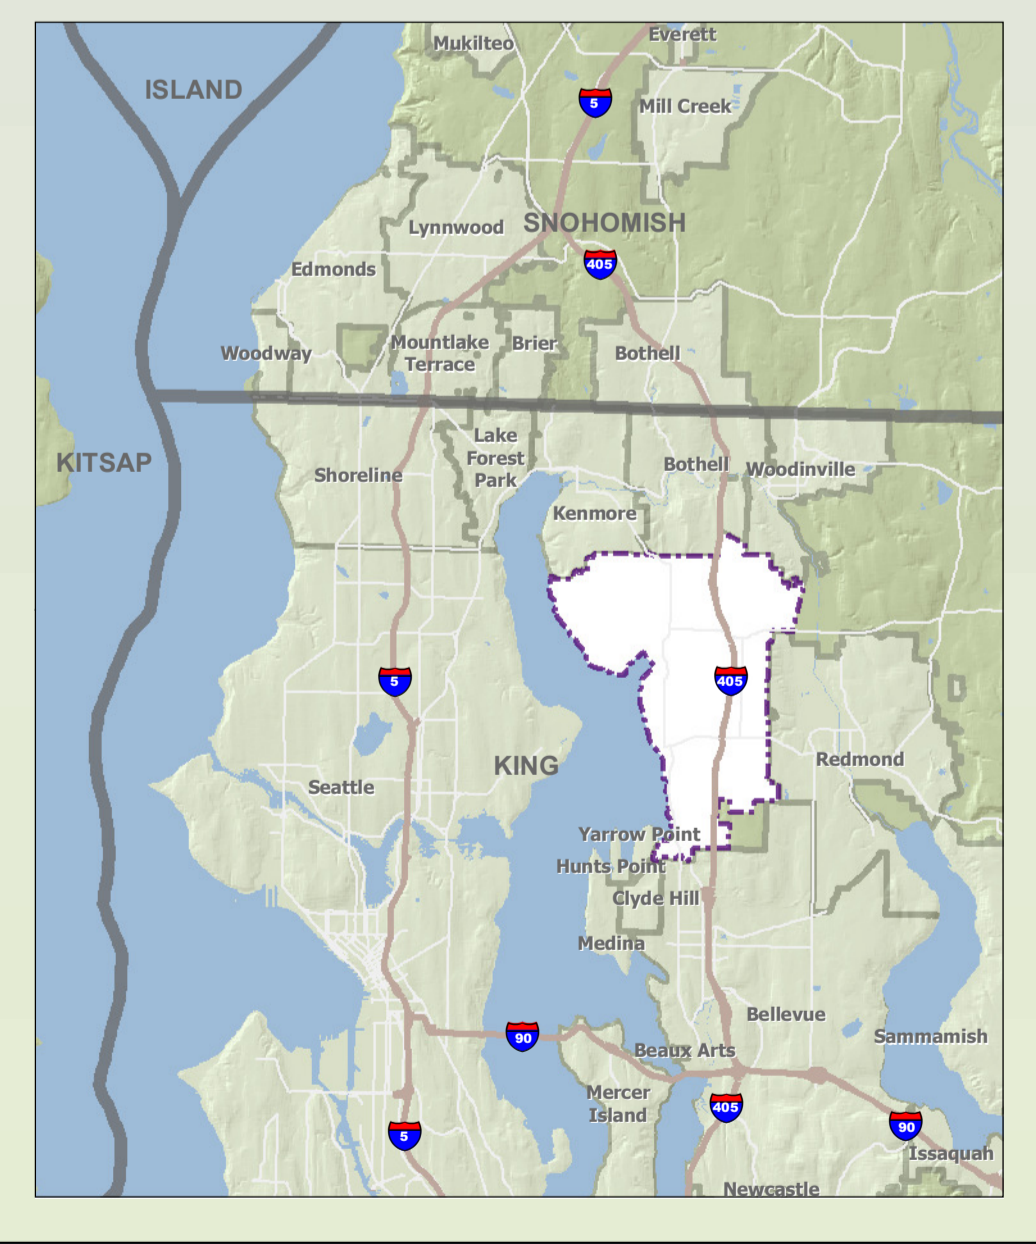 Mukilteo
Everett
ISLAND
5
Mill Creek
Lynnwood
SNOHOMISH
405
Edmonds
Woodway
Mountlake
Terrace
Brier
Bothell
KITSAP
Shoreline
Lake
Forest
Park
Bothell
Woodinville
Kenmore
5
405
KING
Redmond
Seattle
Yarrow Point
Hunts Point
Clyde Hill
Medina
Bellevue
90
Beaux Arts
Sammamish
Mercer
Island
405
5
90
Issaquah
Newcastle